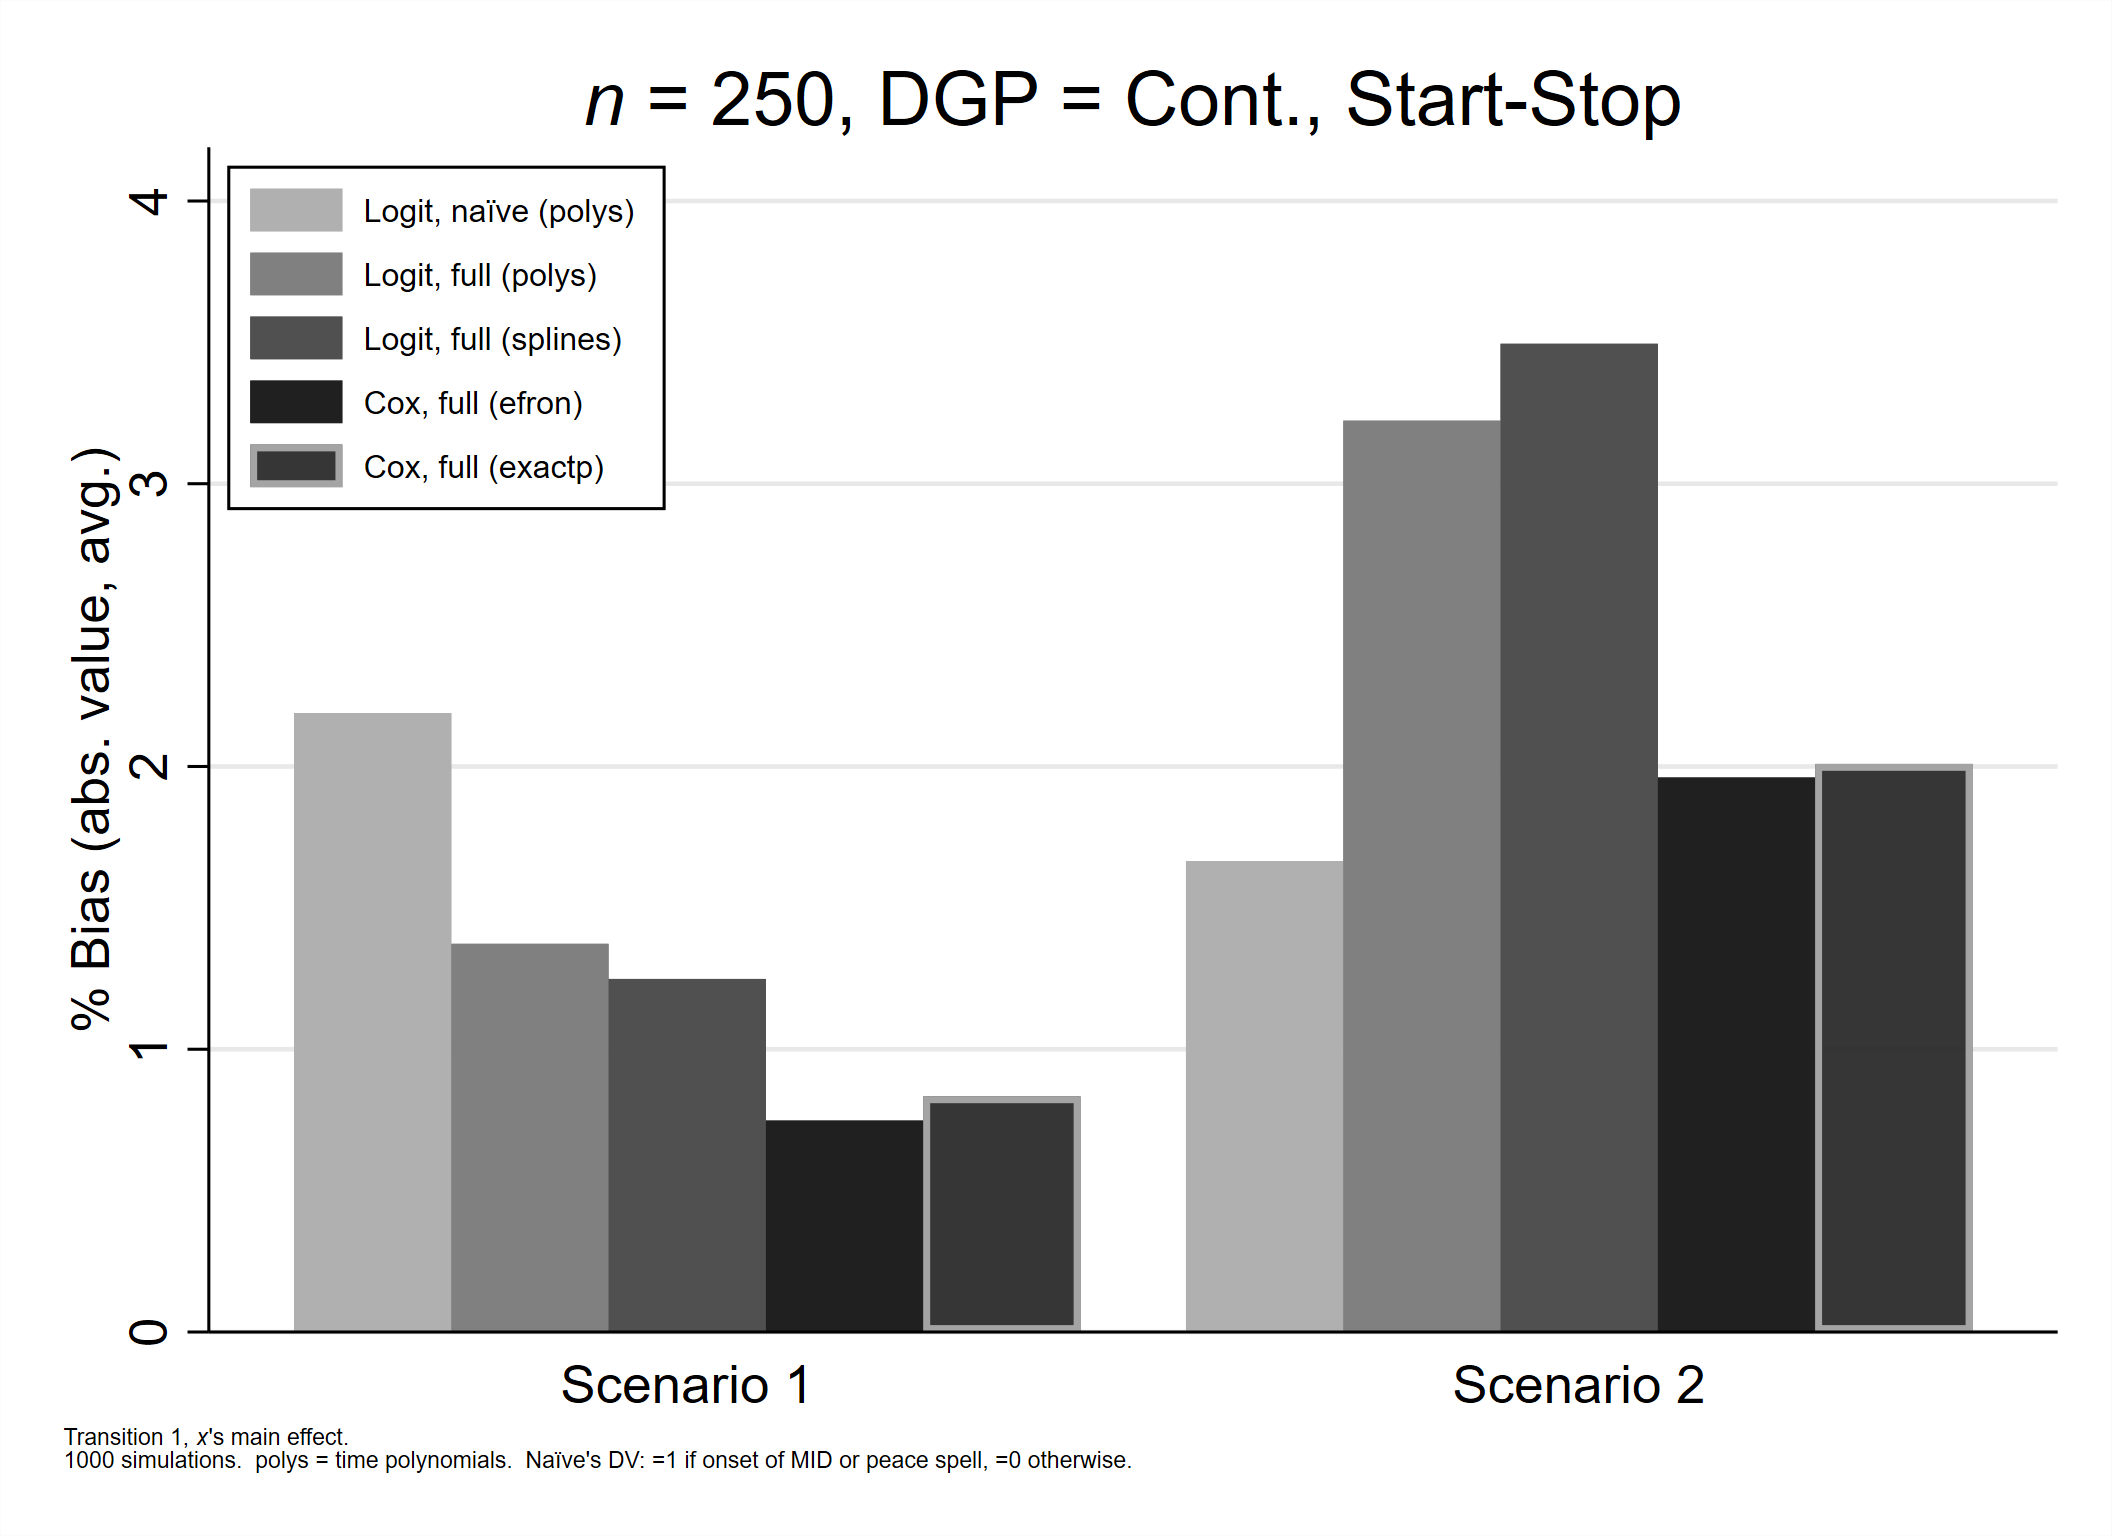 n = 250, DGP = Cont., Start-Stop
Logit, naïve (polys)
Logit, full (polys)
Logit, full (splines)
Cox, full (efron)
Cox, full (exactp)
% Bias (abs. value, avg.)
4
3
2
1
0
Scenario 1
Scenario 2
Transition 1, x's main effect.
1000 simulations.  polys = time polynomials.  Naïve's DV: =1 if onset of MID or peace spell, =0 otherwise.